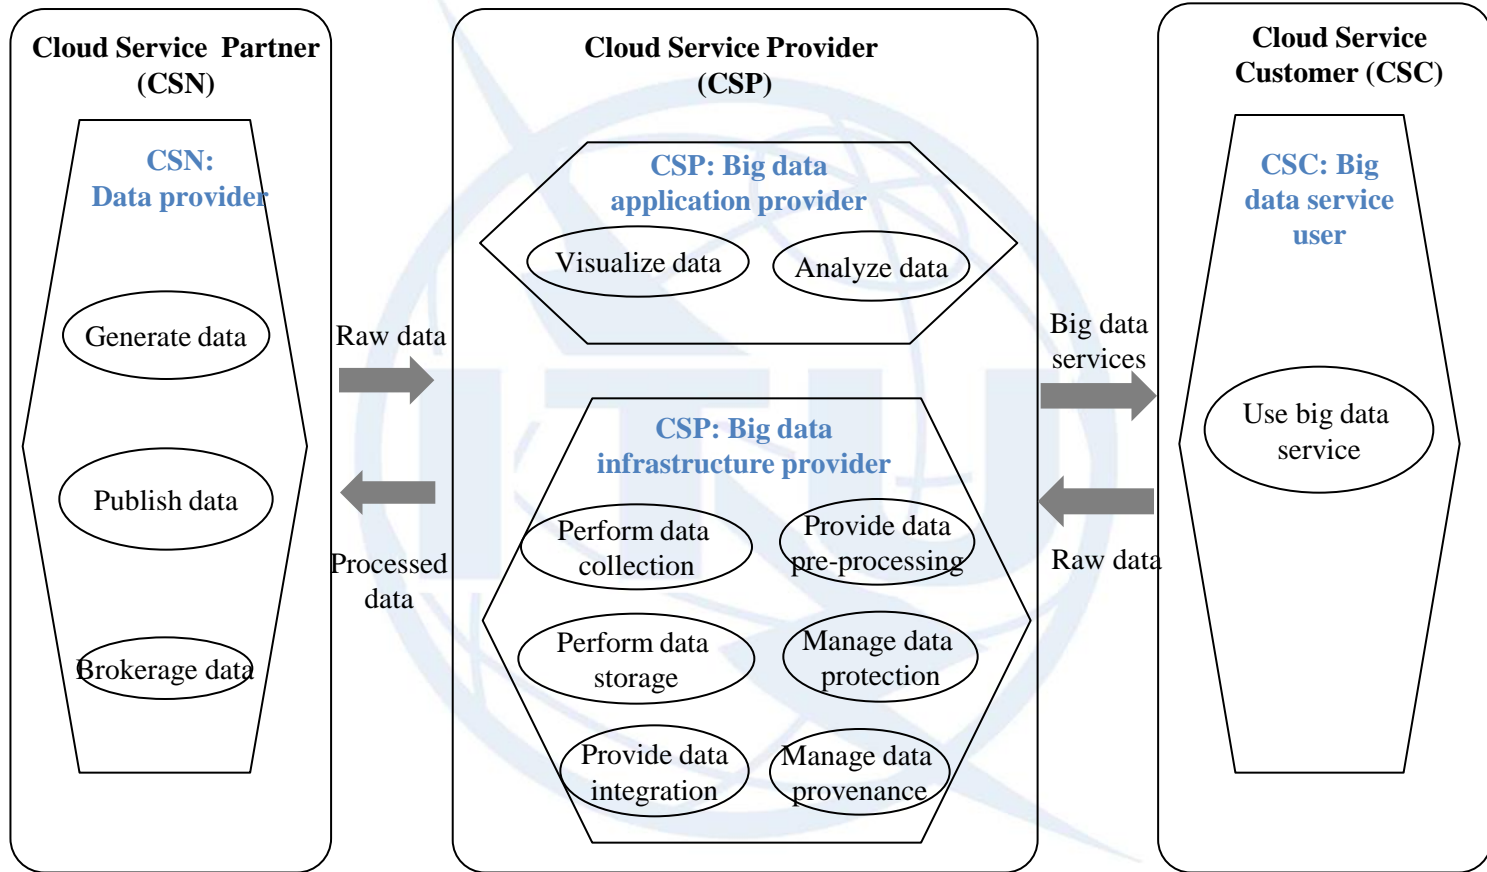 Cloud Service Partner
(CSN)
CSN:
Data provider
Generate data
Publish data
Brokerage data
Raw data
Processed
data
Cloud Service Provider
(CSP)
CSP: Big data
application provider
Visualize data
Analyze data
CSP: Big data
infrastructure provider
Perform data
collection
Provide data
pre-processing
Perform data
storage
Manage data
protection
Provide data
integration
Manage data
provenance
Big data
services
Raw data
Cloud Service
Customer (CSC)
CSC: Big
data service
user
Use big data
service
ITU